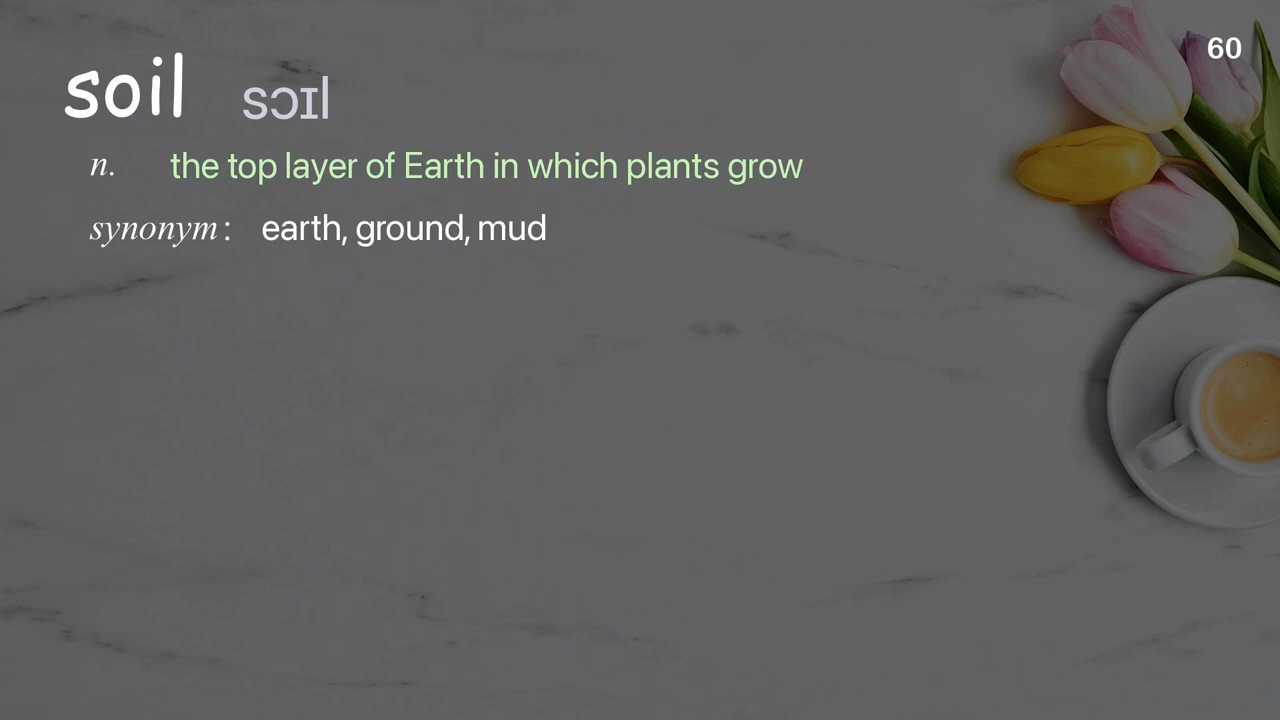 60
soil sɔɪl
n. the top layer of Earth in which plants grow
synonym: earth, ground, mud